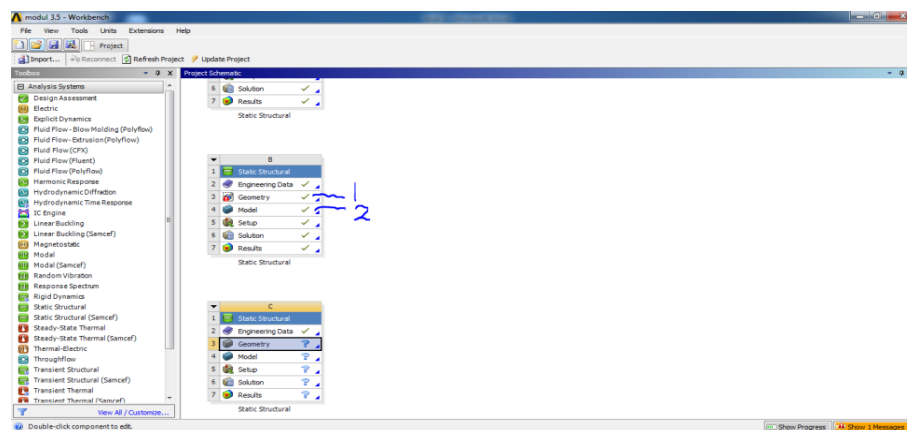 modul 3.5 - Workbench
File View Tools Units Extensions Help
Project
Import... Reconnect Refresh Project Update Project
Toolbox
Project Schematic
Analysis Systems
Design Assessment
Electric
Explicit Dynamics
Fluid Flow-Blow Molding (Polyflow)
Fluid Flow-Extrusion (Polyflow)
Fluid Flow (CFX)
Fluid Flow (Fluent)
Fluid Flow (Polyflow)
Harmonic Response
Hydrodynamic Diffraction
Hydrodynamic Time Response
IC Engine
Linear Buckling
Linear Buckling (Samcef)
Magnetostatic
Modal
Modal (Samcef)
Random Vibration
Response Spectrum
Rigid Dynamics
Static Structural
Static Structural (Samcef)
Steady-State Thermal
Steady-State Thermal (Samcef)
Thermal-Electric
Throughflow
Transient Structural
Transient Structural (Samcef)
Transient Thermal
Transient Thermal (Samcef)
View All / Customize...
6 Solution
7 Results
Static Structural
B
1 Static Structural
2 Engineering Data
3 Geometry 1
4 Model 2
5 Setup
6 Solution
7 Results
Static Structural
C
1 Static Structural
2 Engineering Data
3 Geometry ?
4 Model ?
5 Setup ?
6 Solution ?
7 Results ?
Static Structural
Double-click component to edit.
Show Progress Show 1 Messages